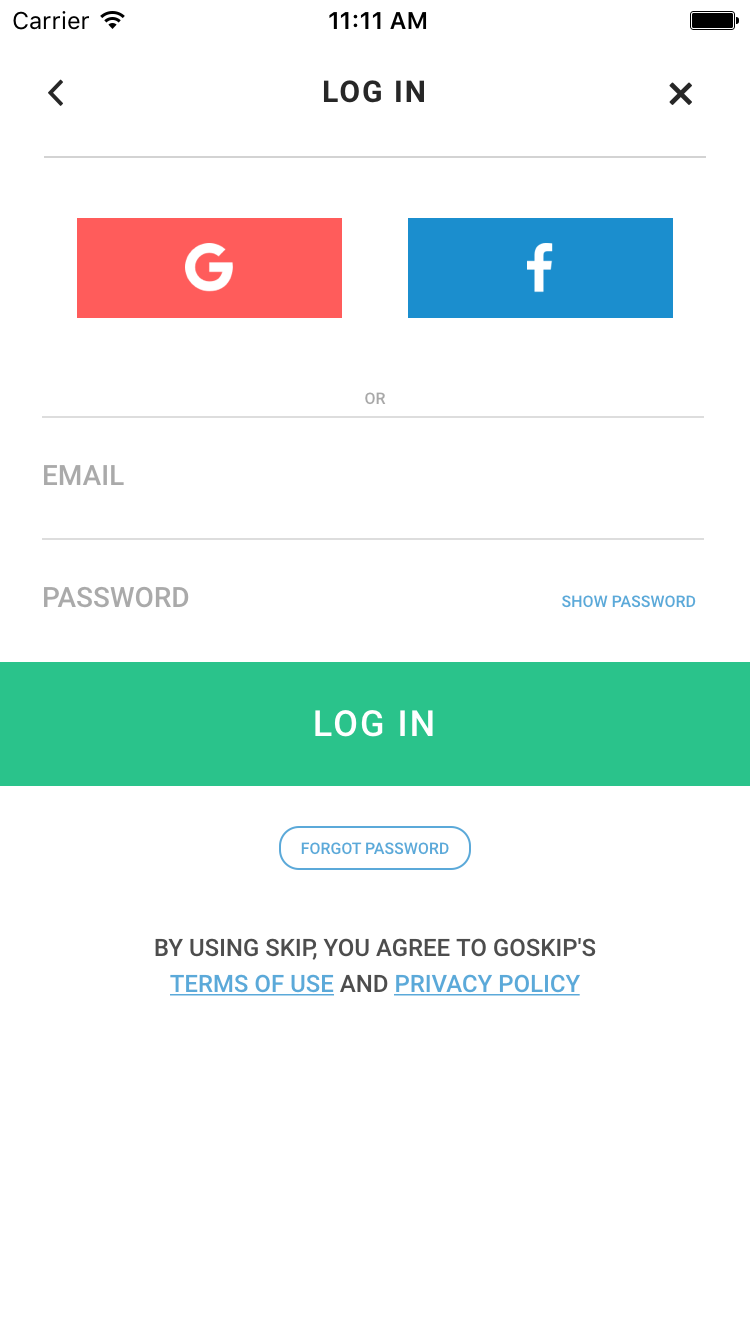 Carrier 11:11 AM
LOG IN
G f
OR
EMAIL
PASSWORD SHOW PASSWORD
LOG IN
FORGOT PASSWORD
BY USING SKIP, YOU AGREE TO GOSKIP'S
TERMS OF USE AND PRIVACY POLICY